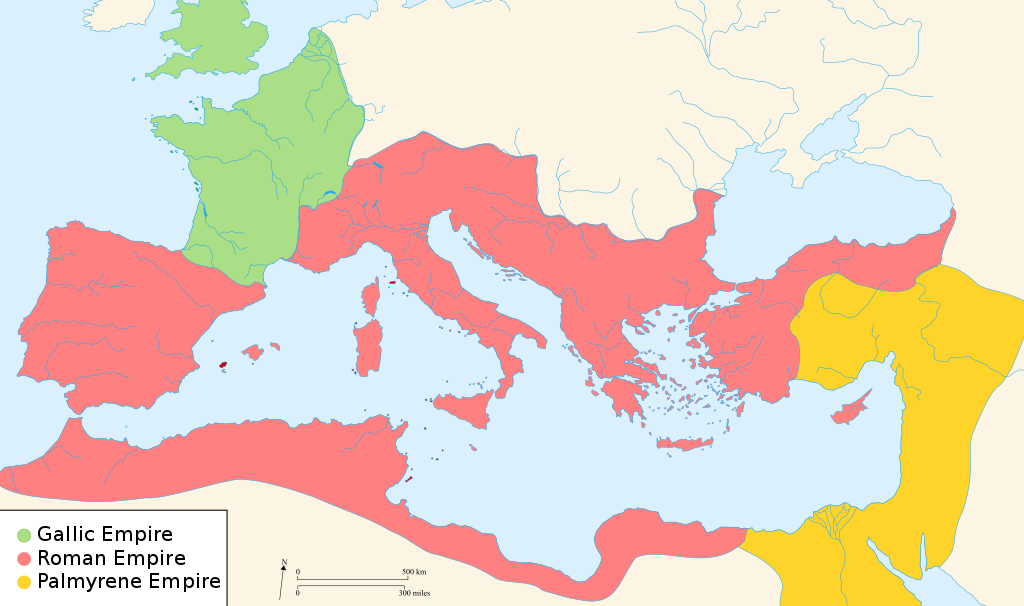 Gallic Empire
Roman Empire
Palmyrene Empire
N
0
500 km
0
300 miles